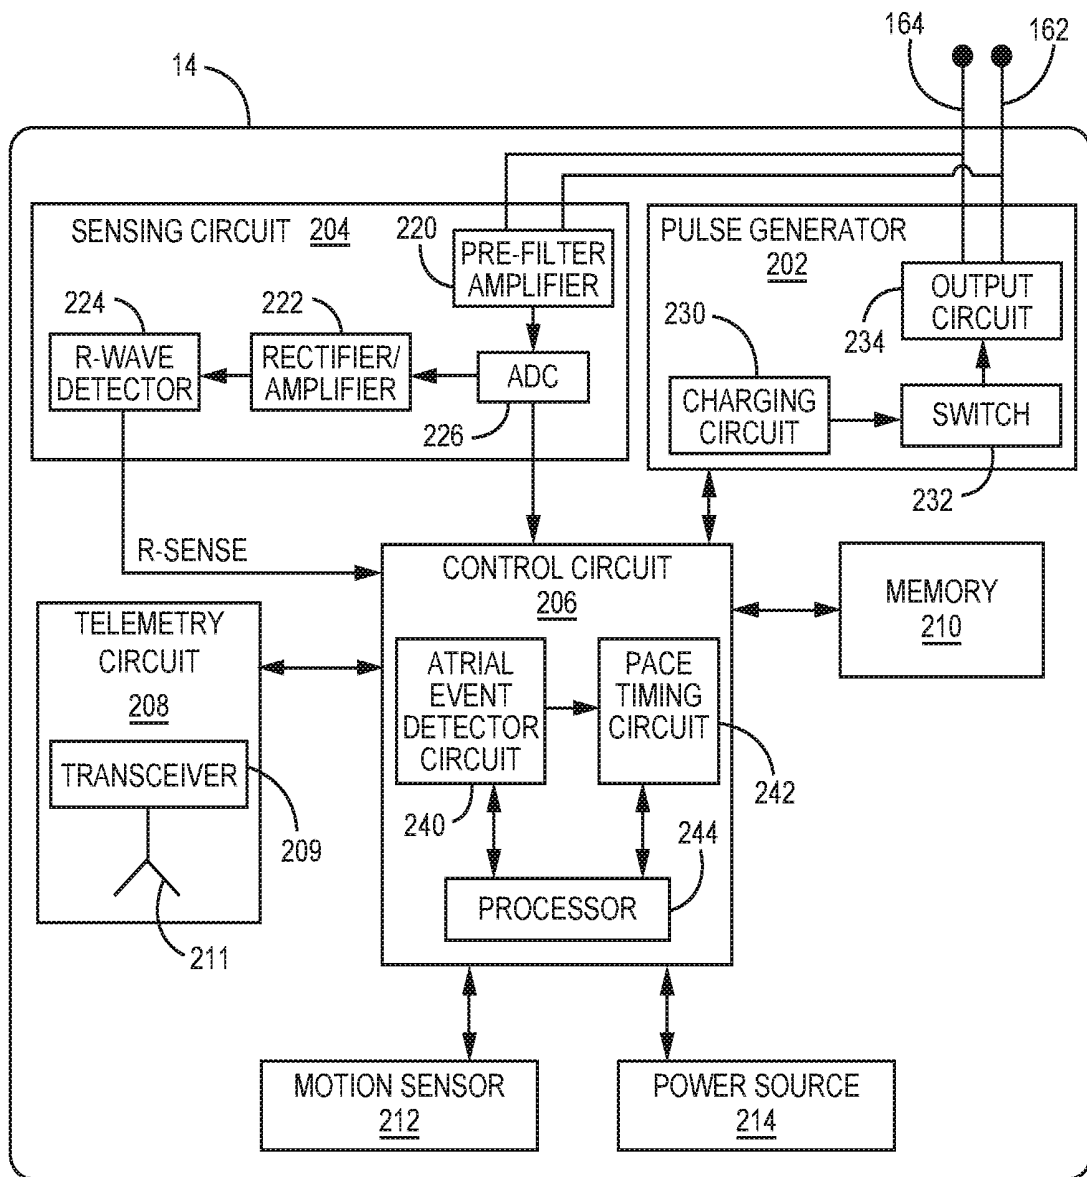 164
162
14
SENSING CIRCUIT 204
220
PRE-FILTER
AMPLIFIER
PULSE GENERATOR
202
OUTPUT
CIRCUIT
234
224
222
230
R-WAVE
DETECTOR
RECTIFIER/
AMPLIFIER
ADC
226
CHARGING
CIRCUIT
SWITCH
232
R-SENSE
CONTROL CIRCUIT
206
MEMORY
210
TELEMETRY
CIRCUIT
208
TRANSCEIVER
209
211
ATRIAL
EVENT
DETECTOR
CIRCUIT
240
PACE
TIMING
CIRCUIT
242
244
PROCESSOR
MOTION SENSOR
212
POWER SOURCE
214